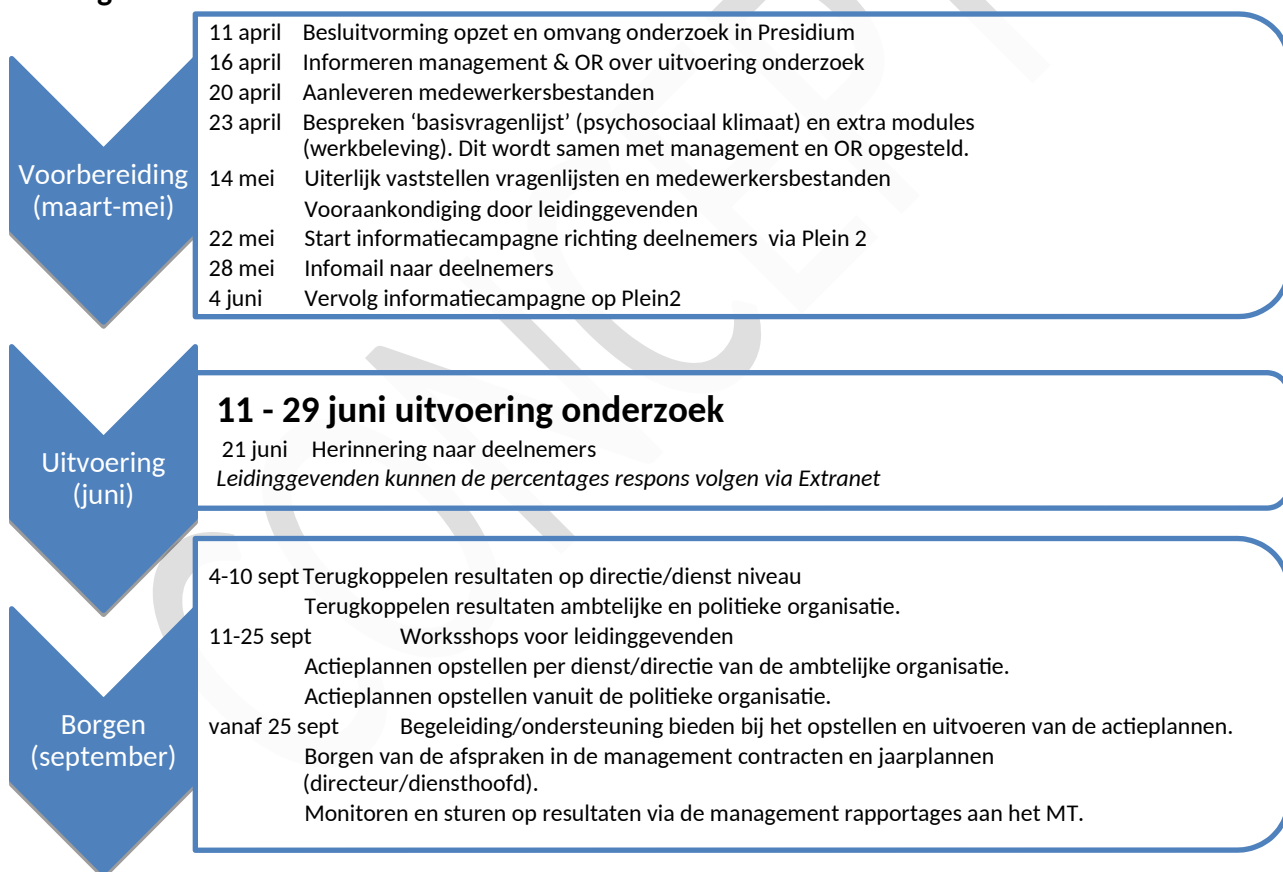 11 april Besluitvorming opzet en omvang onderzoek in Presidium
16 april Informeren management & OR over uitvoering onderzoek
20 april Aanleveren medewerkersbestanden
23 april Bespreken ‘basisvragenlijst’ (psychosociaal klimaat) en extra modules
(werkbeleving). Dit wordt samen met management en OR opgesteld.
Voorbereiding
(maart-mei)
14 mei Uiterlijk vaststellen vragenlijsten en medewerkersbestanden
Vooraankondiging door leidinggevenden
22 mei Start informatiecampagne richting deelnemers via Plein 2
28 mei Infomail naar deelnemers
4 juni Vervolg informatiecampagne op Plein2
Uitvoering
(juni)
11 - 29 juni uitvoering onderzoek
21 juni Herinnering naar deelnemers
Leidinggevenden kunnen de percentages respons volgen via Extranet
Borgen
(september)
4-10 sept Terugkoppelen resultaten op directie/dienst niveau
Terugkoppelen resultaten ambtelijke en politieke organisatie.
11-25 sept Worksshops voor leidinggevenden
Actieplannen opstellen per dienst/directie van de ambtelijke organisatie.
Actieplannen opstellen vanuit de politieke organisatie.
vanaf 25 sept Begeleiding/ondersteuning bieden bij het opstellen en uitvoeren van de actieplannen.
Borgen van de afspraken in de management contracten en jaarplannen
(directeur/diensthoofd).
Monitoren en sturen op resultaten via de management rapportages aan het MT.
CONCEPT